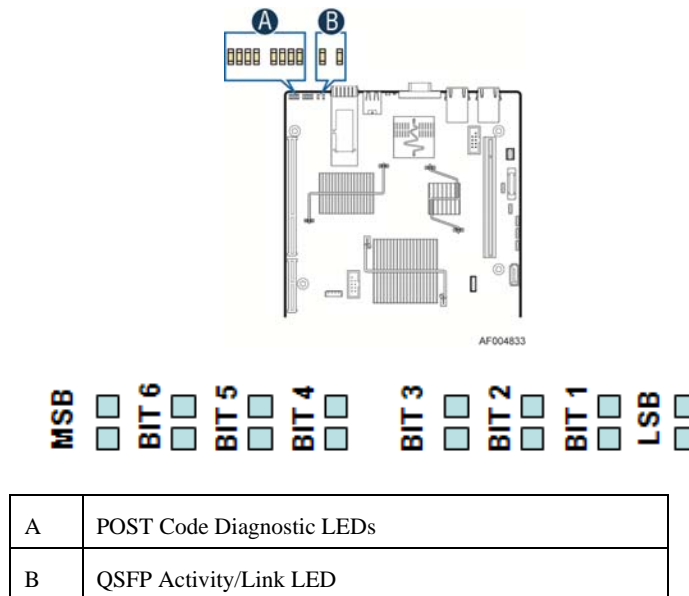 A B
AF004833
MSB BIT 6 BIT 5 BIT 4 BIT 3 BIT 2 BIT 1 LSB
A POST Code Diagnostic LEDs
B QSFP Activity/Link LED